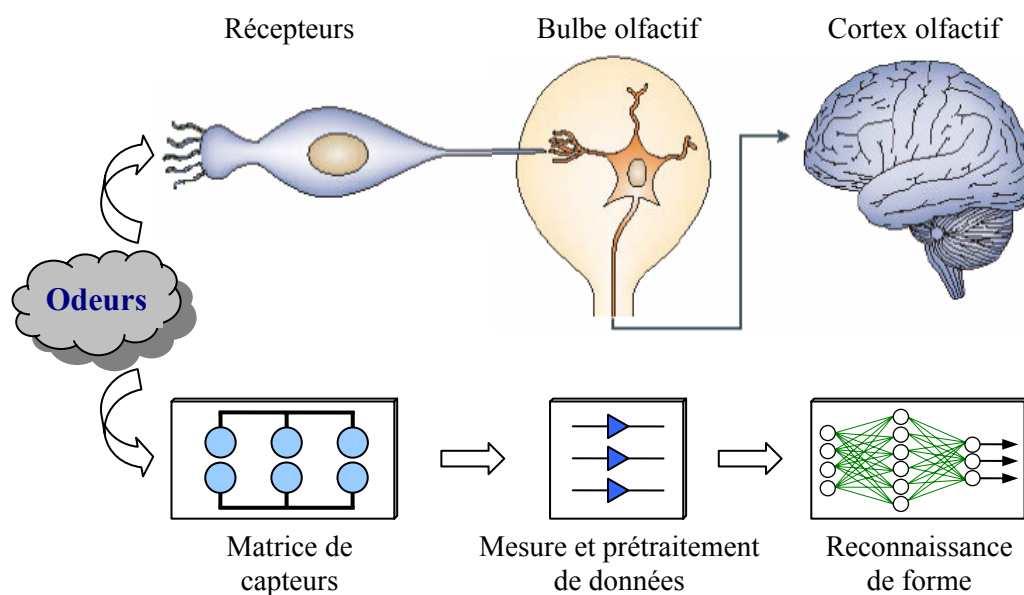 Récepteurs
Bulbe olfactif
Cortex olfactif
Odeurs
Matrice de
capteurs
Mesure et prétraitement
de données
Reconnaissance
de forme